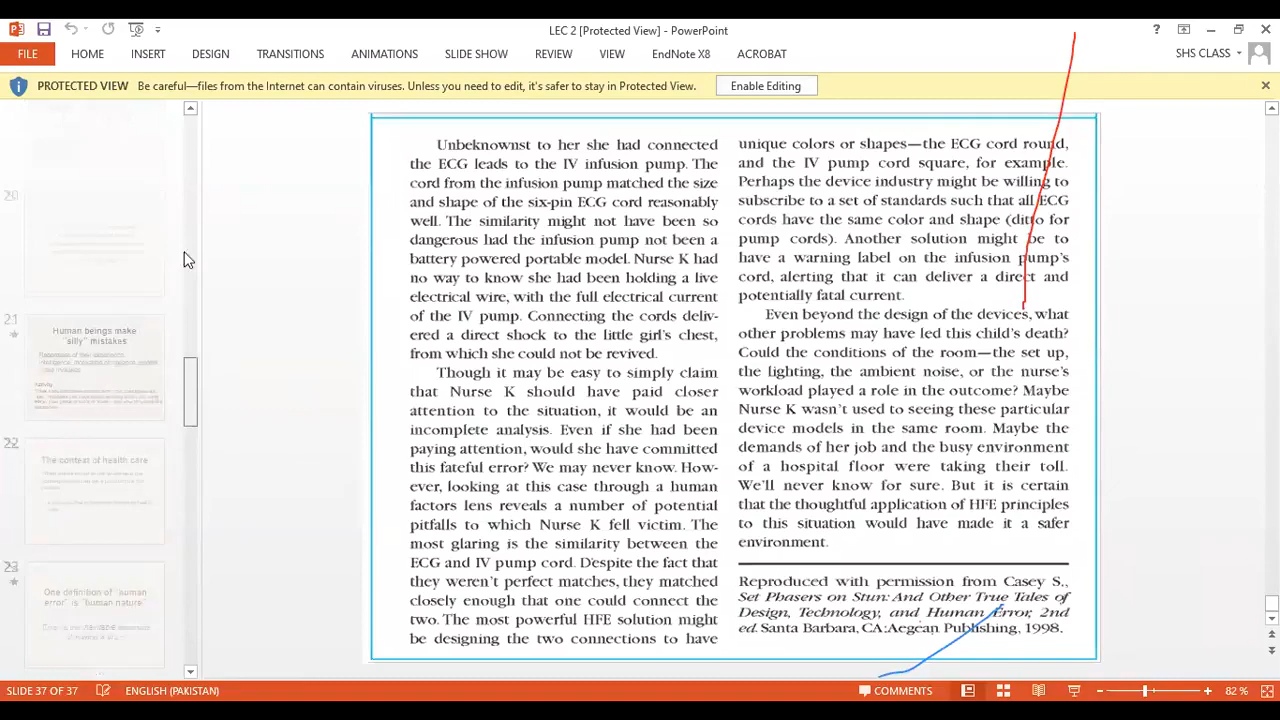 LEC 2 [Protected View] - PowerPoint
FILE HOME INSERT DESIGN TRANSITIONS ANIMATIONS SLIDE SHOW REVIEW VIEW EndNote X8 ACROBAT SHS CLASS
PROTECTED VIEW Be careful—files from the Internet can contain viruses. Unless you need to edit, it's safer to stay in Protected View. Enable Editing
20
21
Human beings make
"silly" mistakes
22
The context of health care
23
One definition of "human
error" is "human nature"
Unbeknownst to her she had connected
the ECG leads to the IV infusion pump. The
cord from the infusion pump matched the size
and shape of the six-pin ECG cord reasonably
well. The similarity might not have been so
dangerous had the infusion pump not been a
battery powered portable model. Nurse K had
no way to know she had been holding a live
electrical wire, with the full electrical current
of the IV pump. Connecting the cords deliv-
ered a direct shock to the little girl's chest,
from which she could not be revived.
Though it may be easy to simply claim
that Nurse K should have paid closer
attention to the situation, it would be an
incomplete analysis. Even if she had been
paying attention, would she have committed
this fateful error? We may never know. How-
ever, looking at this case through a human
factors lens reveals a number of potential
pitfalls to which Nurse K fell victim. The
most glaring is the similarity between the
ECG and IV pump cord. Despite the fact that
they weren't perfect matches, they matched
closely enough that one could connect the
two. The most powerful HFE solution might
be designing the two connections to have
unique colors or shapes—the ECG cord round,
and the IV pump cord square, for example.
Perhaps the device industry might be willing to
subscribe to a set of standards such that all ECG
cords have the same color and shape (ditto for
pump cords). Another solution might be to
have a warning label on the infusion pump's
cord, alerting that it can deliver a direct and
potentially fatal current.
Even beyond the design of the devices, what
other problems may have led this child's death?
Could the conditions of the room—the set up,
the lighting, the ambient noise, or the nurse's
workload played a role in the outcome? Maybe
Nurse K wasn't used to seeing these particular
device models in the same room. Maybe the
demands of her job and the busy environment
of a hospital floor were taking their toll.
We'll never know for sure. But it is certain
that the thoughtful application of HFE principles
to this situation would have made it a safer
environment.
Reproduced with permission from Casey S.,
Set Phasers on Stun: And Other True Tales of
Design, Technology, and Human Error, 2nd
ed. Santa Barbara, CA: Aegean Publishing, 1998.
SLIDE 37 OF 37 ENGLISH (PAKISTAN) COMMENTS 82 %